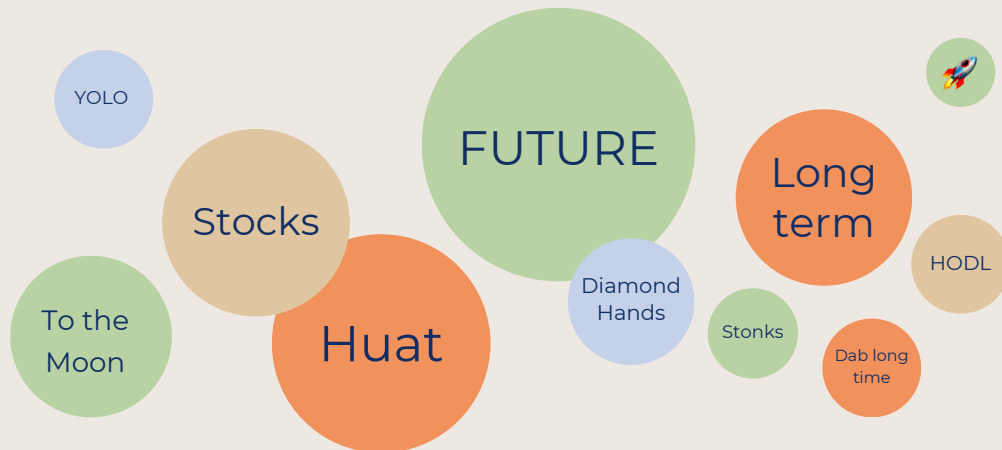 YOLO
FUTURE
🚀
Long
term
Stocks
HODL
Diamond
Hands
To the
Moon
Huat
Stonks
Dab long
time